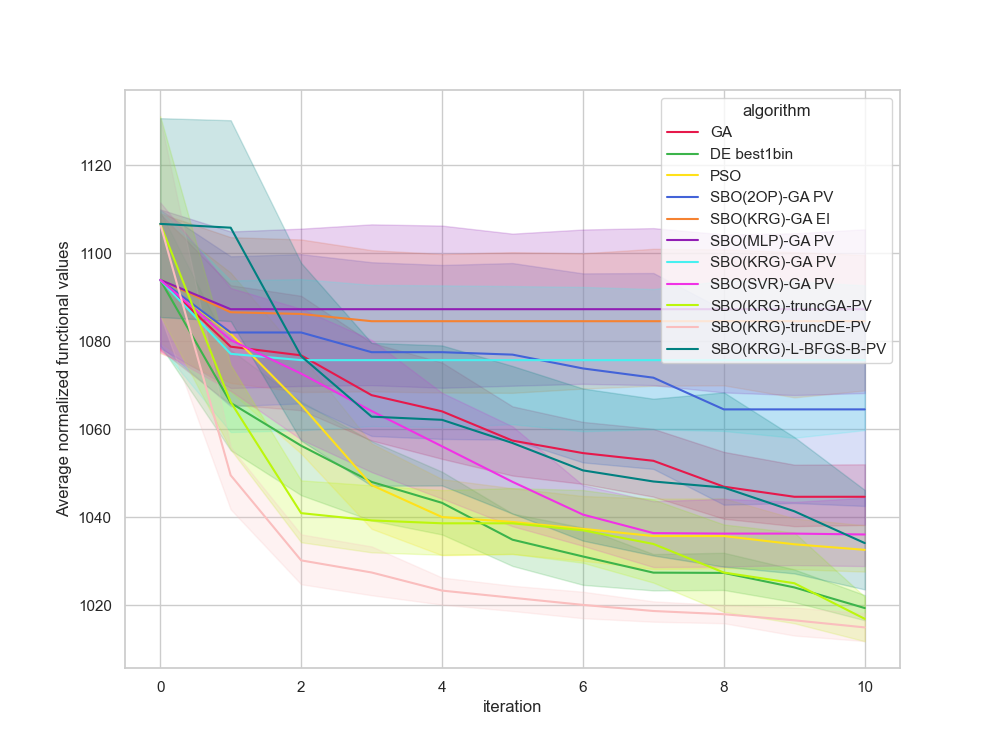 algorithm
GA
DE best1bin
PSO
SBO(2OP)-GA PV
SBO(KRG)-GA EI
SBO(MLP)-GA PV
SBO(KRG)-GA PV
SBO(SVR)-GA PV
SBO(KRG)-truncGA-PV
SBO(KRG)-truncDE-PV
SBO(KRG)-L-BFGS-B-PV
Average normalized functional values
1120
1100
1080
1060
1040
1020
0 2 4 6 8 10
iteration